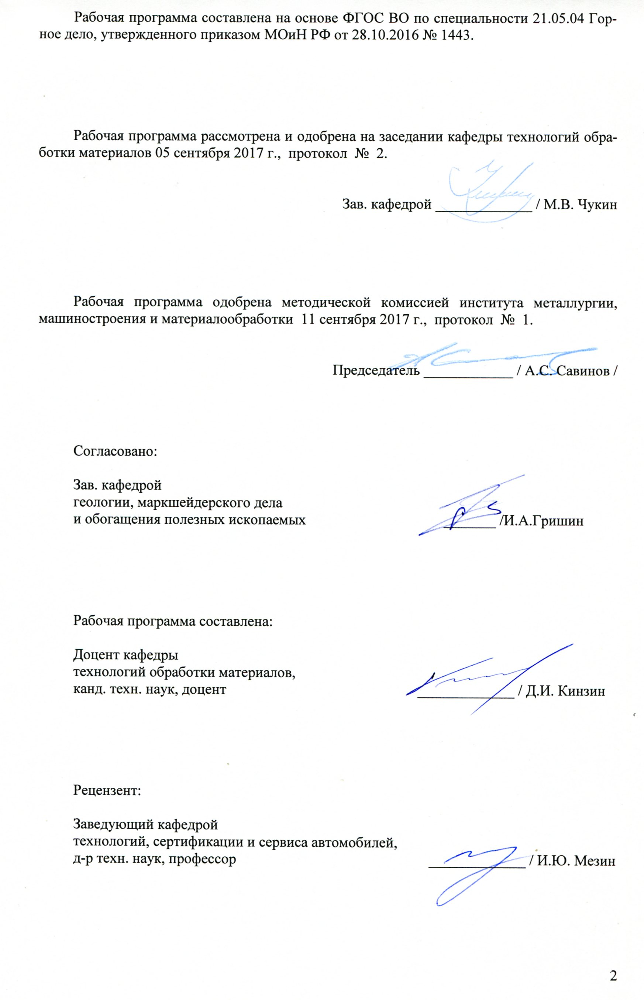 Рабочая программа составлена на основе ФГОС ВО по специальности 21.05.04 Гор-
ное дело, утвержденного приказом МОиН РФ от 28.10.2016 № 1443.
Рабочая программа рассмотрена и одобрена на заседании кафедры технологий обра-
ботки материалов 05 сентября 2017 г., протокол № 2.
Зав. кафедрой ______________ / М.В. Чукин
Рабочая программа одобрена методической комиссией института металлургии,
машиностроения и материалообработки 11 сентября 2017 г., протокол № 1.
Председатель _____________ / А.С. Савинов /
Согласовано:
Зав. кафедрой
геологии, маркшейдерского дела
и обогащения полезных ископаемых ________ /И.А.Гришин
Рабочая программа составлена:
Доцент кафедры
технологий обработки материалов,
канд. техн. наук, доцент ______________ / Д.И. Кинзин
Рецензент:
Заведующий кафедрой
технологий, сертификации и сервиса автомобилей,
д-р техн. наук, профессор ______________ / И.Ю. Мезин
2